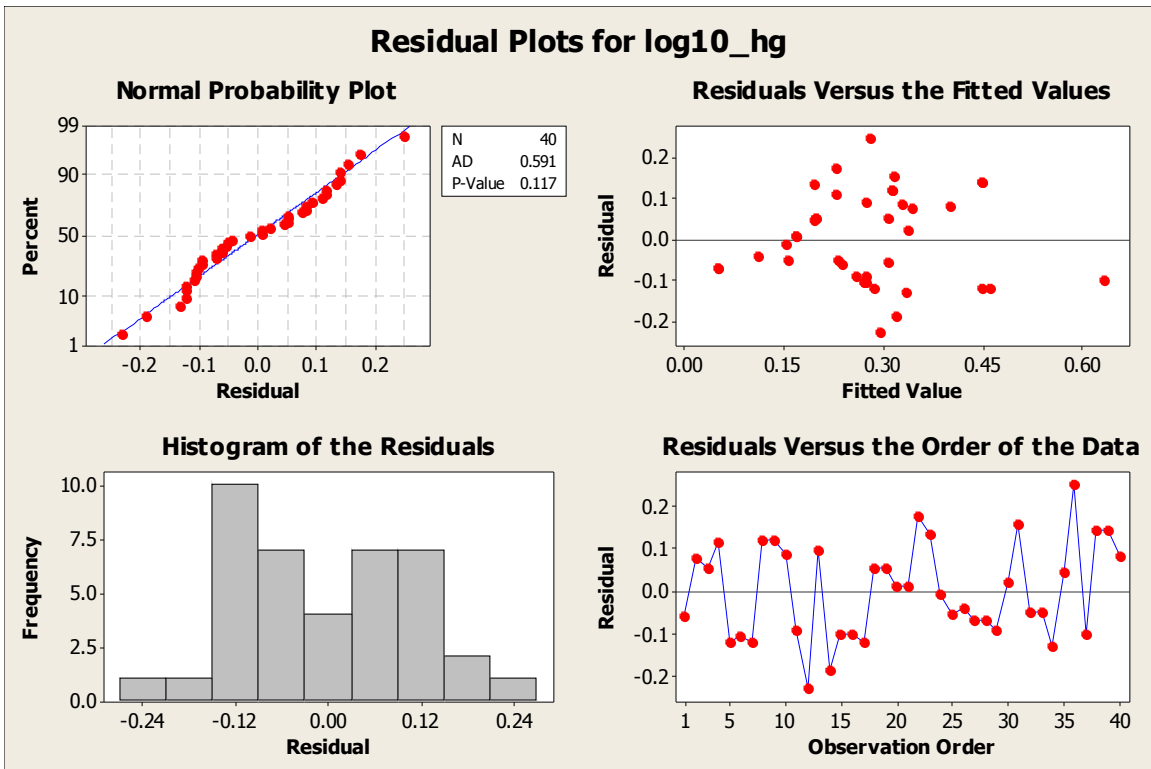 Residual Plots for log10_hg
Normal Probability Plot
99
90
50
10
1
Percent
-0.2 -0.1 0.0 0.1 0.2
Residual
N 40
AD 0.591
P-Value 0.117
Residuals Versus the Fitted Values
0.2
0.1
0.0
-0.1
-0.2
Residual
0.00 0.15 0.30 0.45 0.60
Fitted Value
Histogram of the Residuals
10.0
7.5
5.0
2.5
0.0
Frequency
-0.24 -0.12 0.00 0.12 0.24
Residual
Residuals Versus the Order of the Data
0.2
0.1
0.0
-0.1
-0.2
Residual
1 5 10 15 20 25 30 35 40
Observation Order